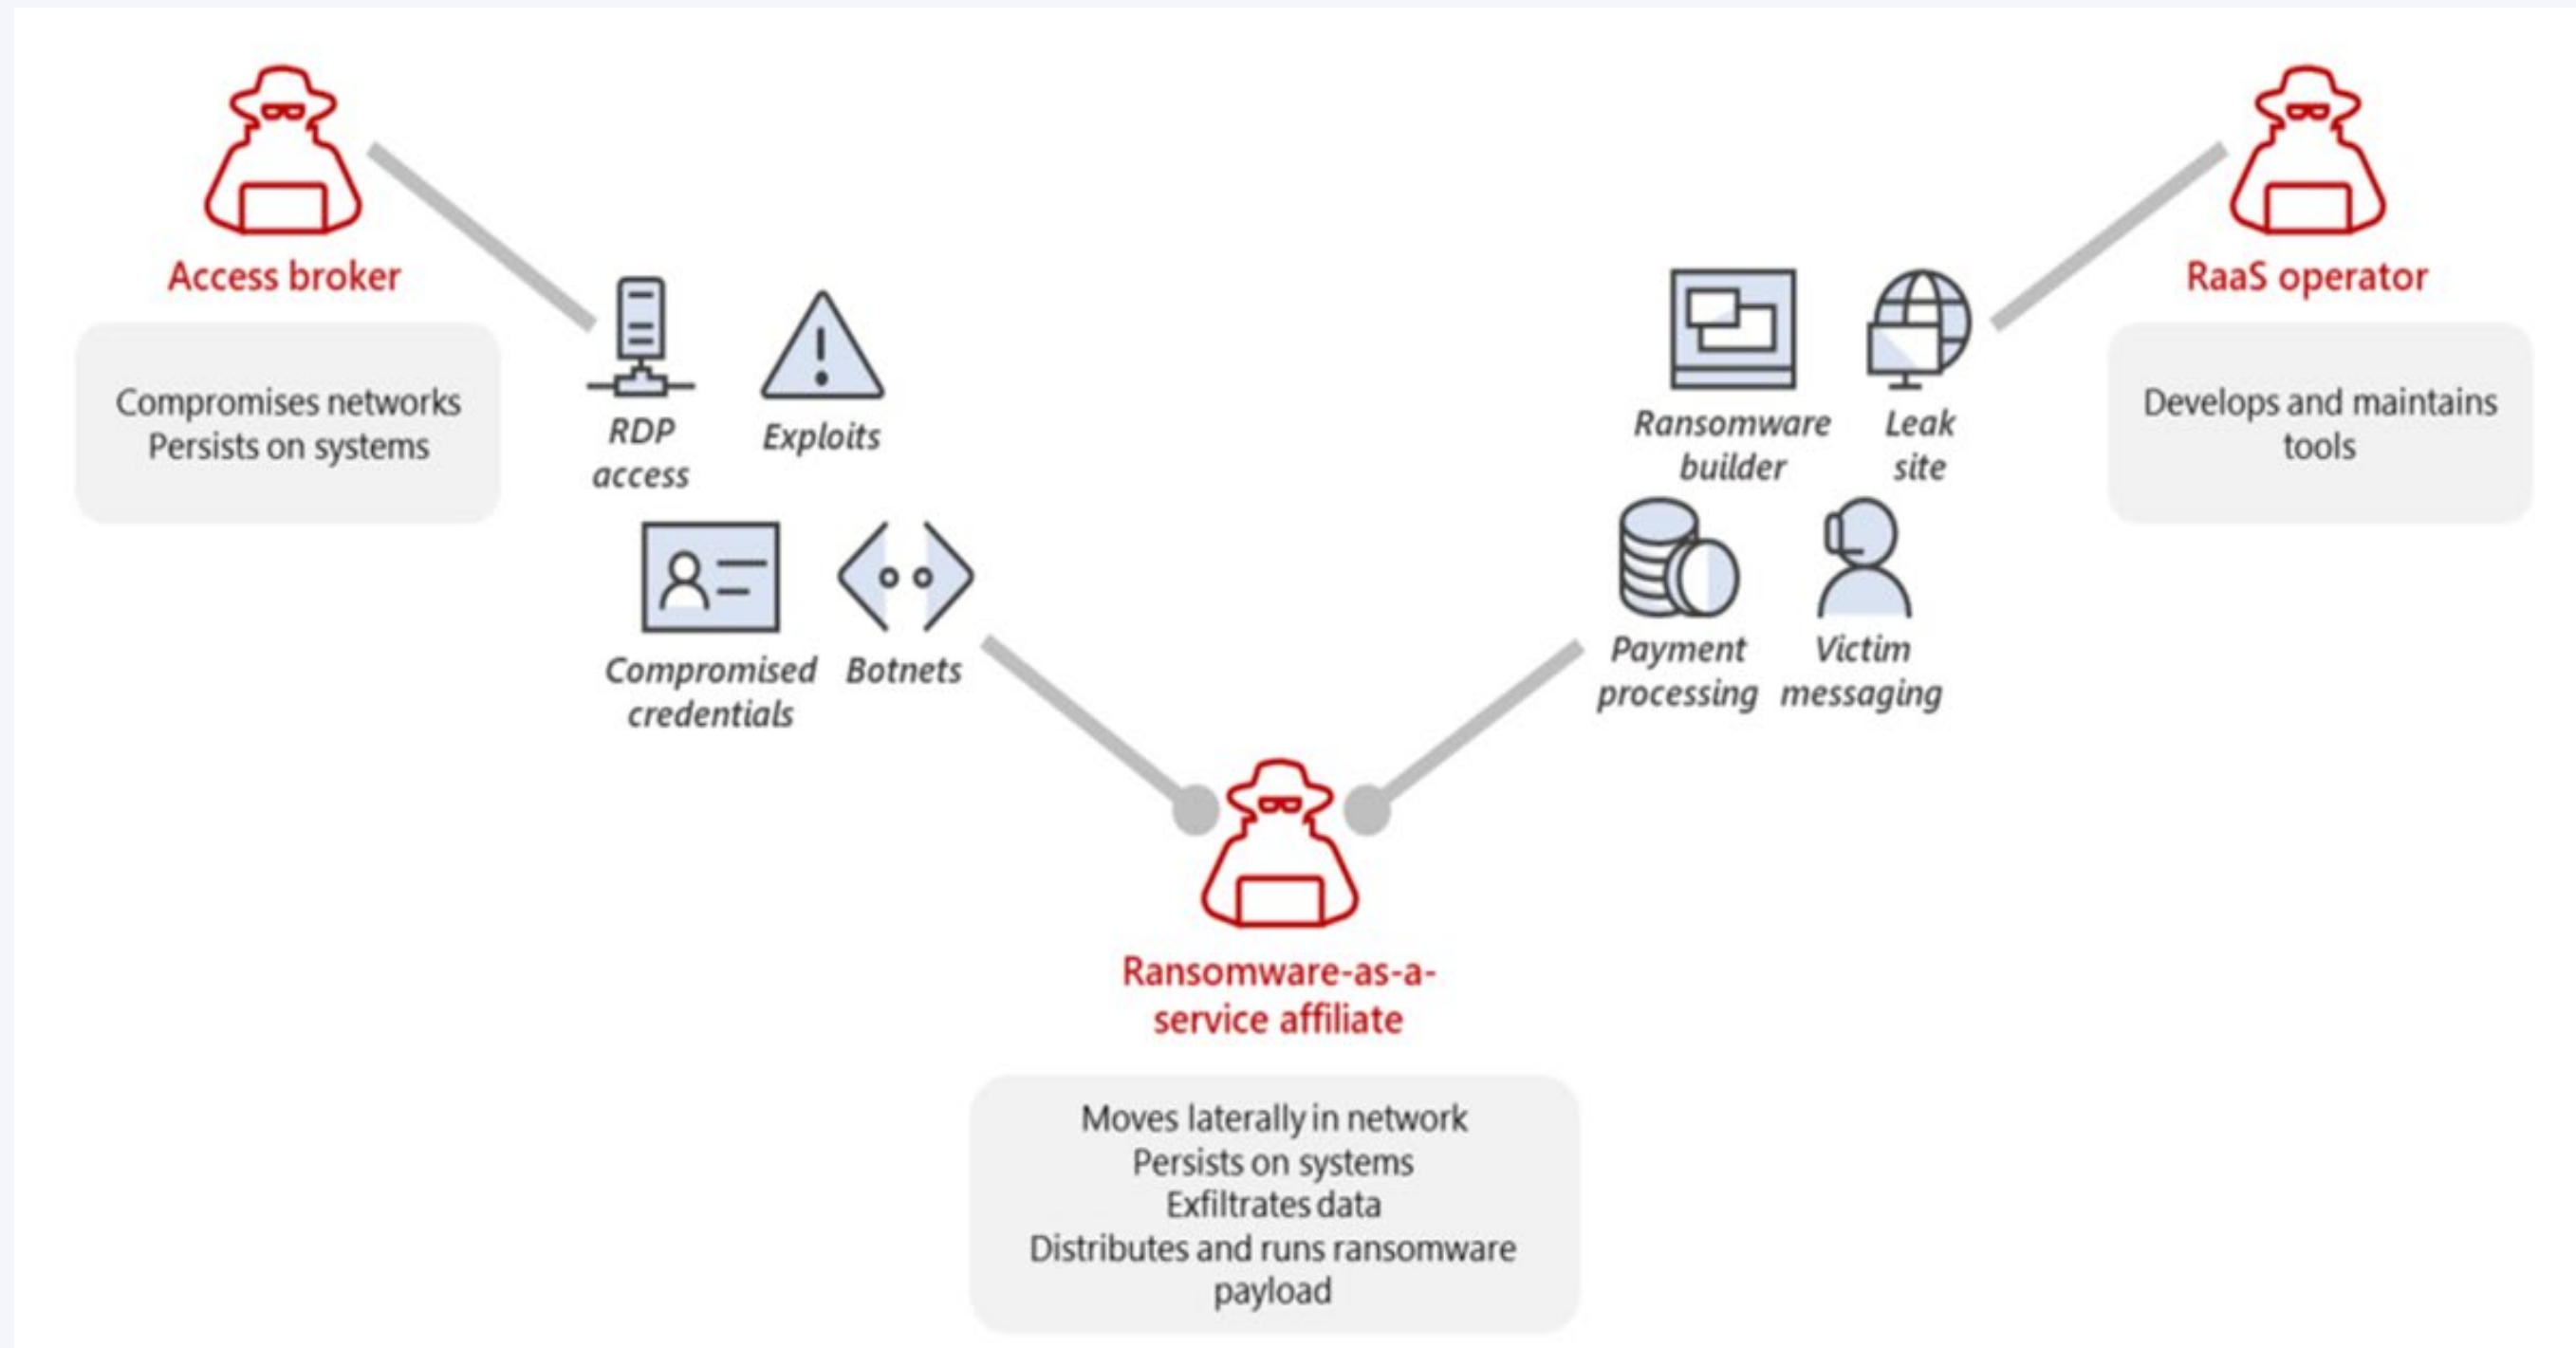 Access broker
Compromises networks
Persists on systems
RDP
access
Exploits
Compromised
credentials
Botnets
RaaS operator
Develops and maintains
tools
Ransomware
builder
Leak
site
Payment
processing
Victim
messaging
Ransomware-as-a-
service affiliate
Moves laterally in network
Persists on systems
Exfiltrates data
Distributes and runs ransomware
payload